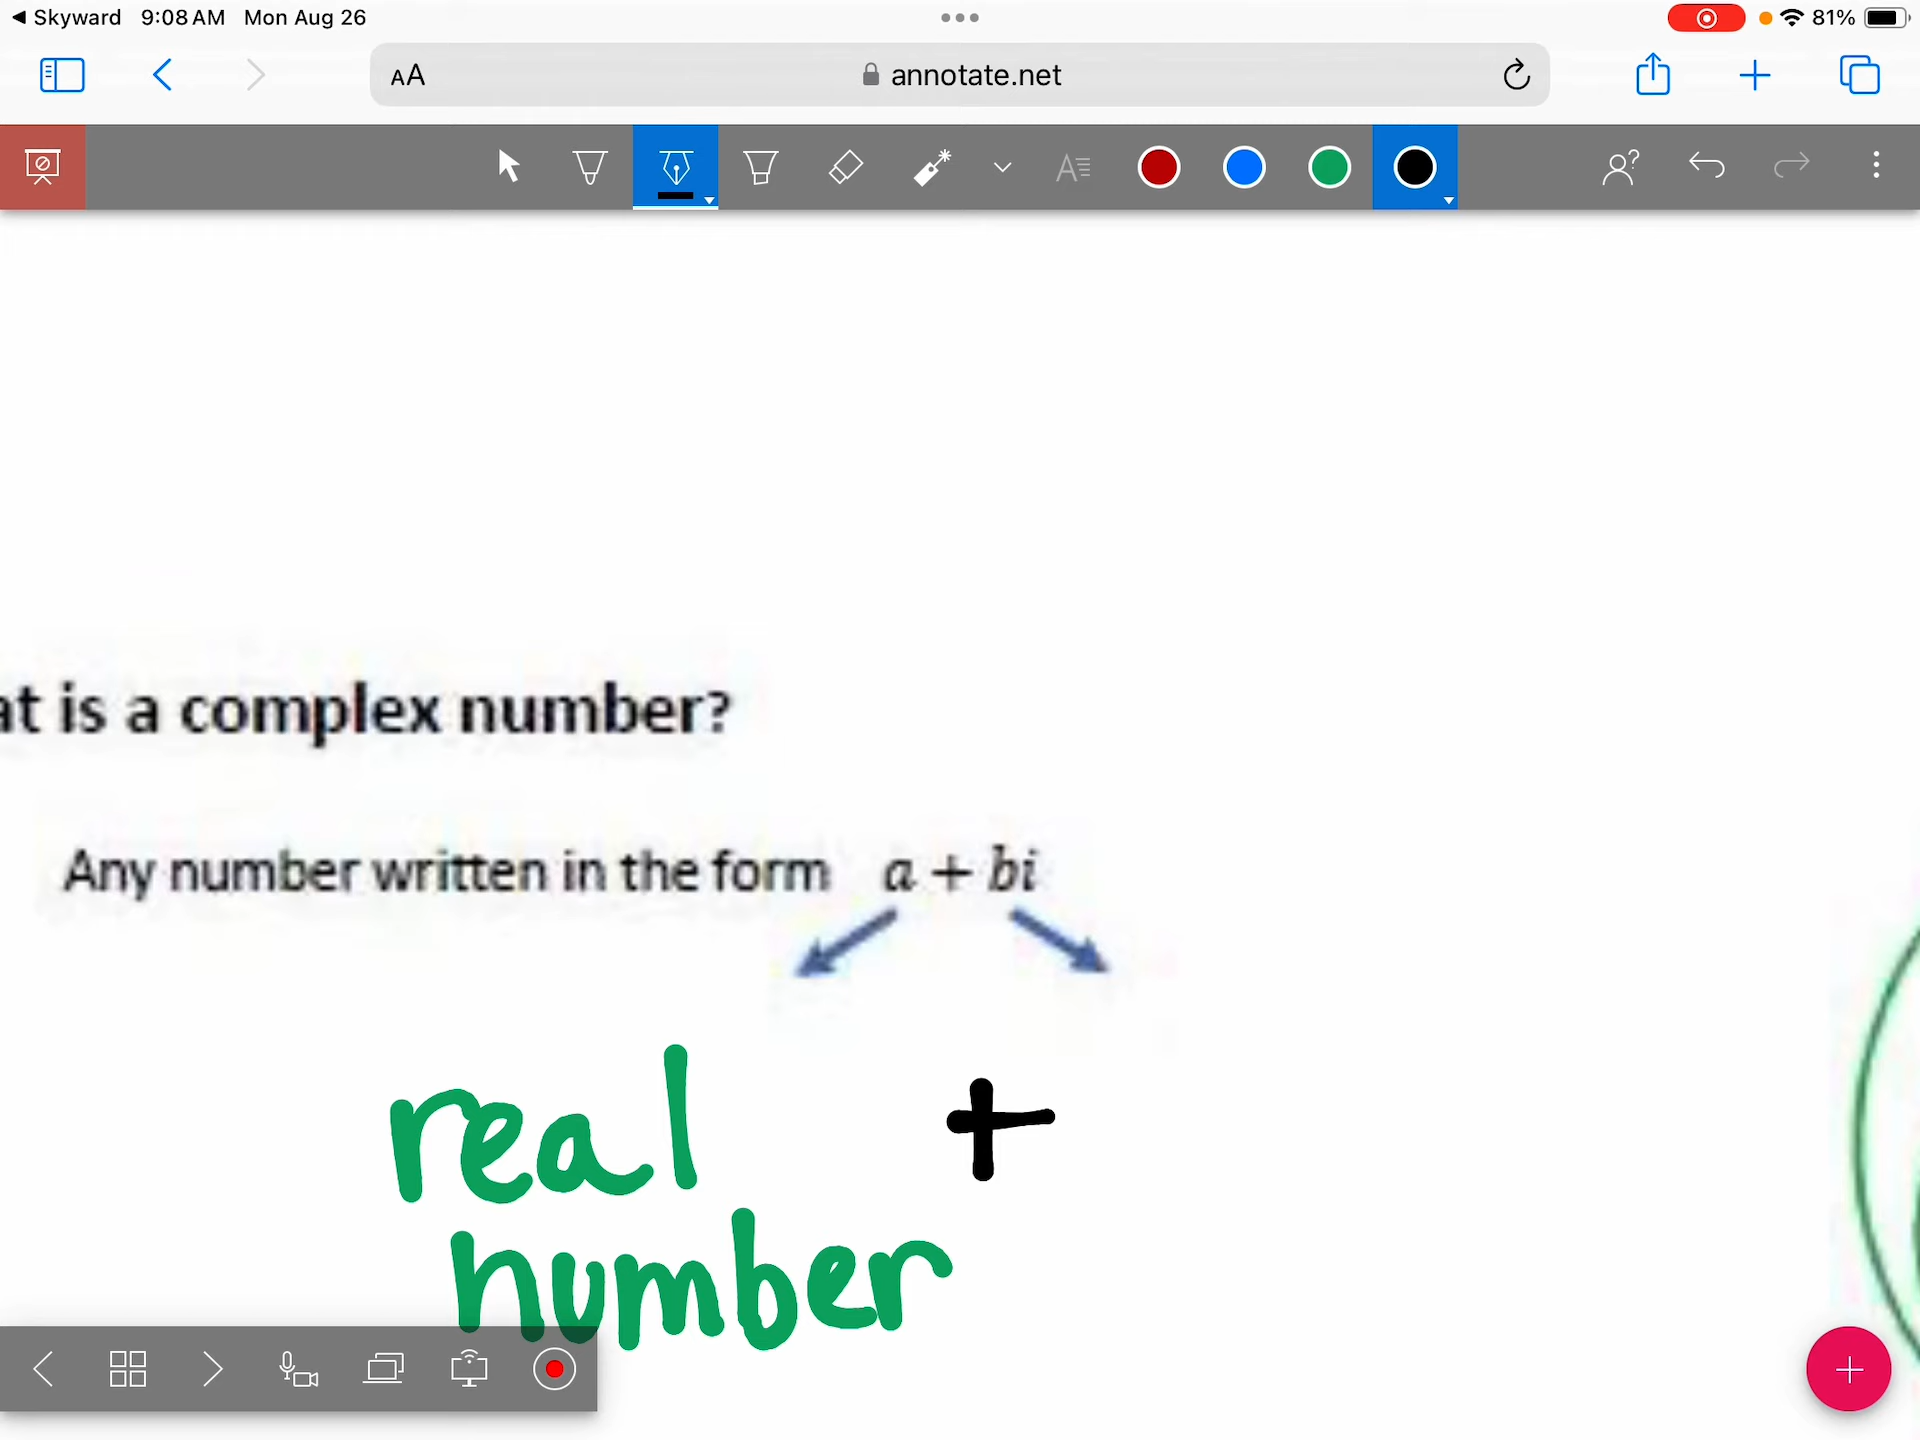 Skyward 9:08 AM Mon Aug 26
81%
AA annotate.net
at is a complex number?
Any number written in the form a + bi
real +
number